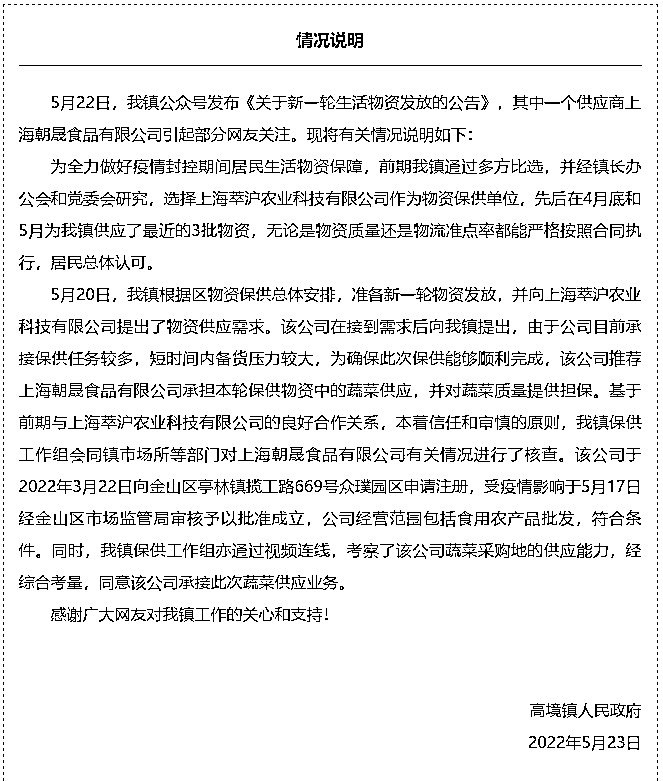 情况说明
5月22日，我镇公众号发布《关于新一轮生活物资发放的公告》，其中一个供应商上
海朝晟食品有限公司引起部分网友关注。现将有关情况说明如下：
为全力做好疫情封控期间居民生活物资保障，前期我镇通过多方比选，并经镇长办
公会和党委会研究，选择上海萃沪农业科技有限公司作为物资保供单位，先后在4月底和
5月为我镇供应了最近的3批物资，无论是物资质量还是物流准点率都能严格按照合同执
行，居民总体认可。
5月20日，我镇根据区物资保供总体安排，准备新一轮物资发放，并向上海萃沪农业
科技有限公司提出了物资供应需求。该公司在接到需求后向我镇提出，由于公司目前承
接保供任务较多，短时间内备货压力较大，为确保此次保供能够顺利完成，该公司推荐
上海朝晟食品有限公司承担本轮保供物资中的蔬菜供应，并对蔬菜质量提供担保。基于
前期与上海萃沪农业科技有限公司的良好合作关系，本着信任和审慎的原则，我镇保供
工作组会同镇市场所等部门对上海朝晟食品有限公司有关情况进行了核查。该公司于
2022年3月22日向金山区亭林镇揽工路669号众璞园区申请注册，受疫情影响于5月17日
经金山区市场监管局审核予以批准成立，公司经营范围包括食用农产品批发，符合条
件。同时，我镇保供工作组亦通过视频连线，考察了该公司蔬菜采购地的供应能力，经
综合考量，同意该公司承接此次蔬菜供应业务。
感谢广大网友对我镇工作的关心和支持！
高境镇人民政府
2022年5月23日